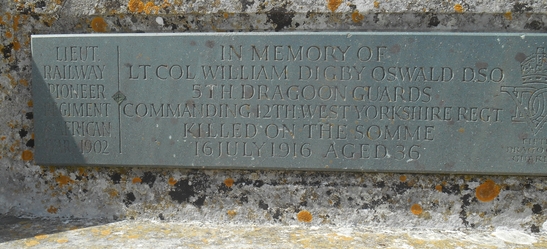 LIEUT
RAILWAY
PIONEER
REGIMENT
1902
IN MEMORY OF
LT COL WILLIAM DIGBY OSWALD DSO
5TH DRAGOON GUARDS
COMMANDING 12TH WEST YORKSHIRE REGT
KILLED ON THE SOMME
16 JULY 1916 AGED 36